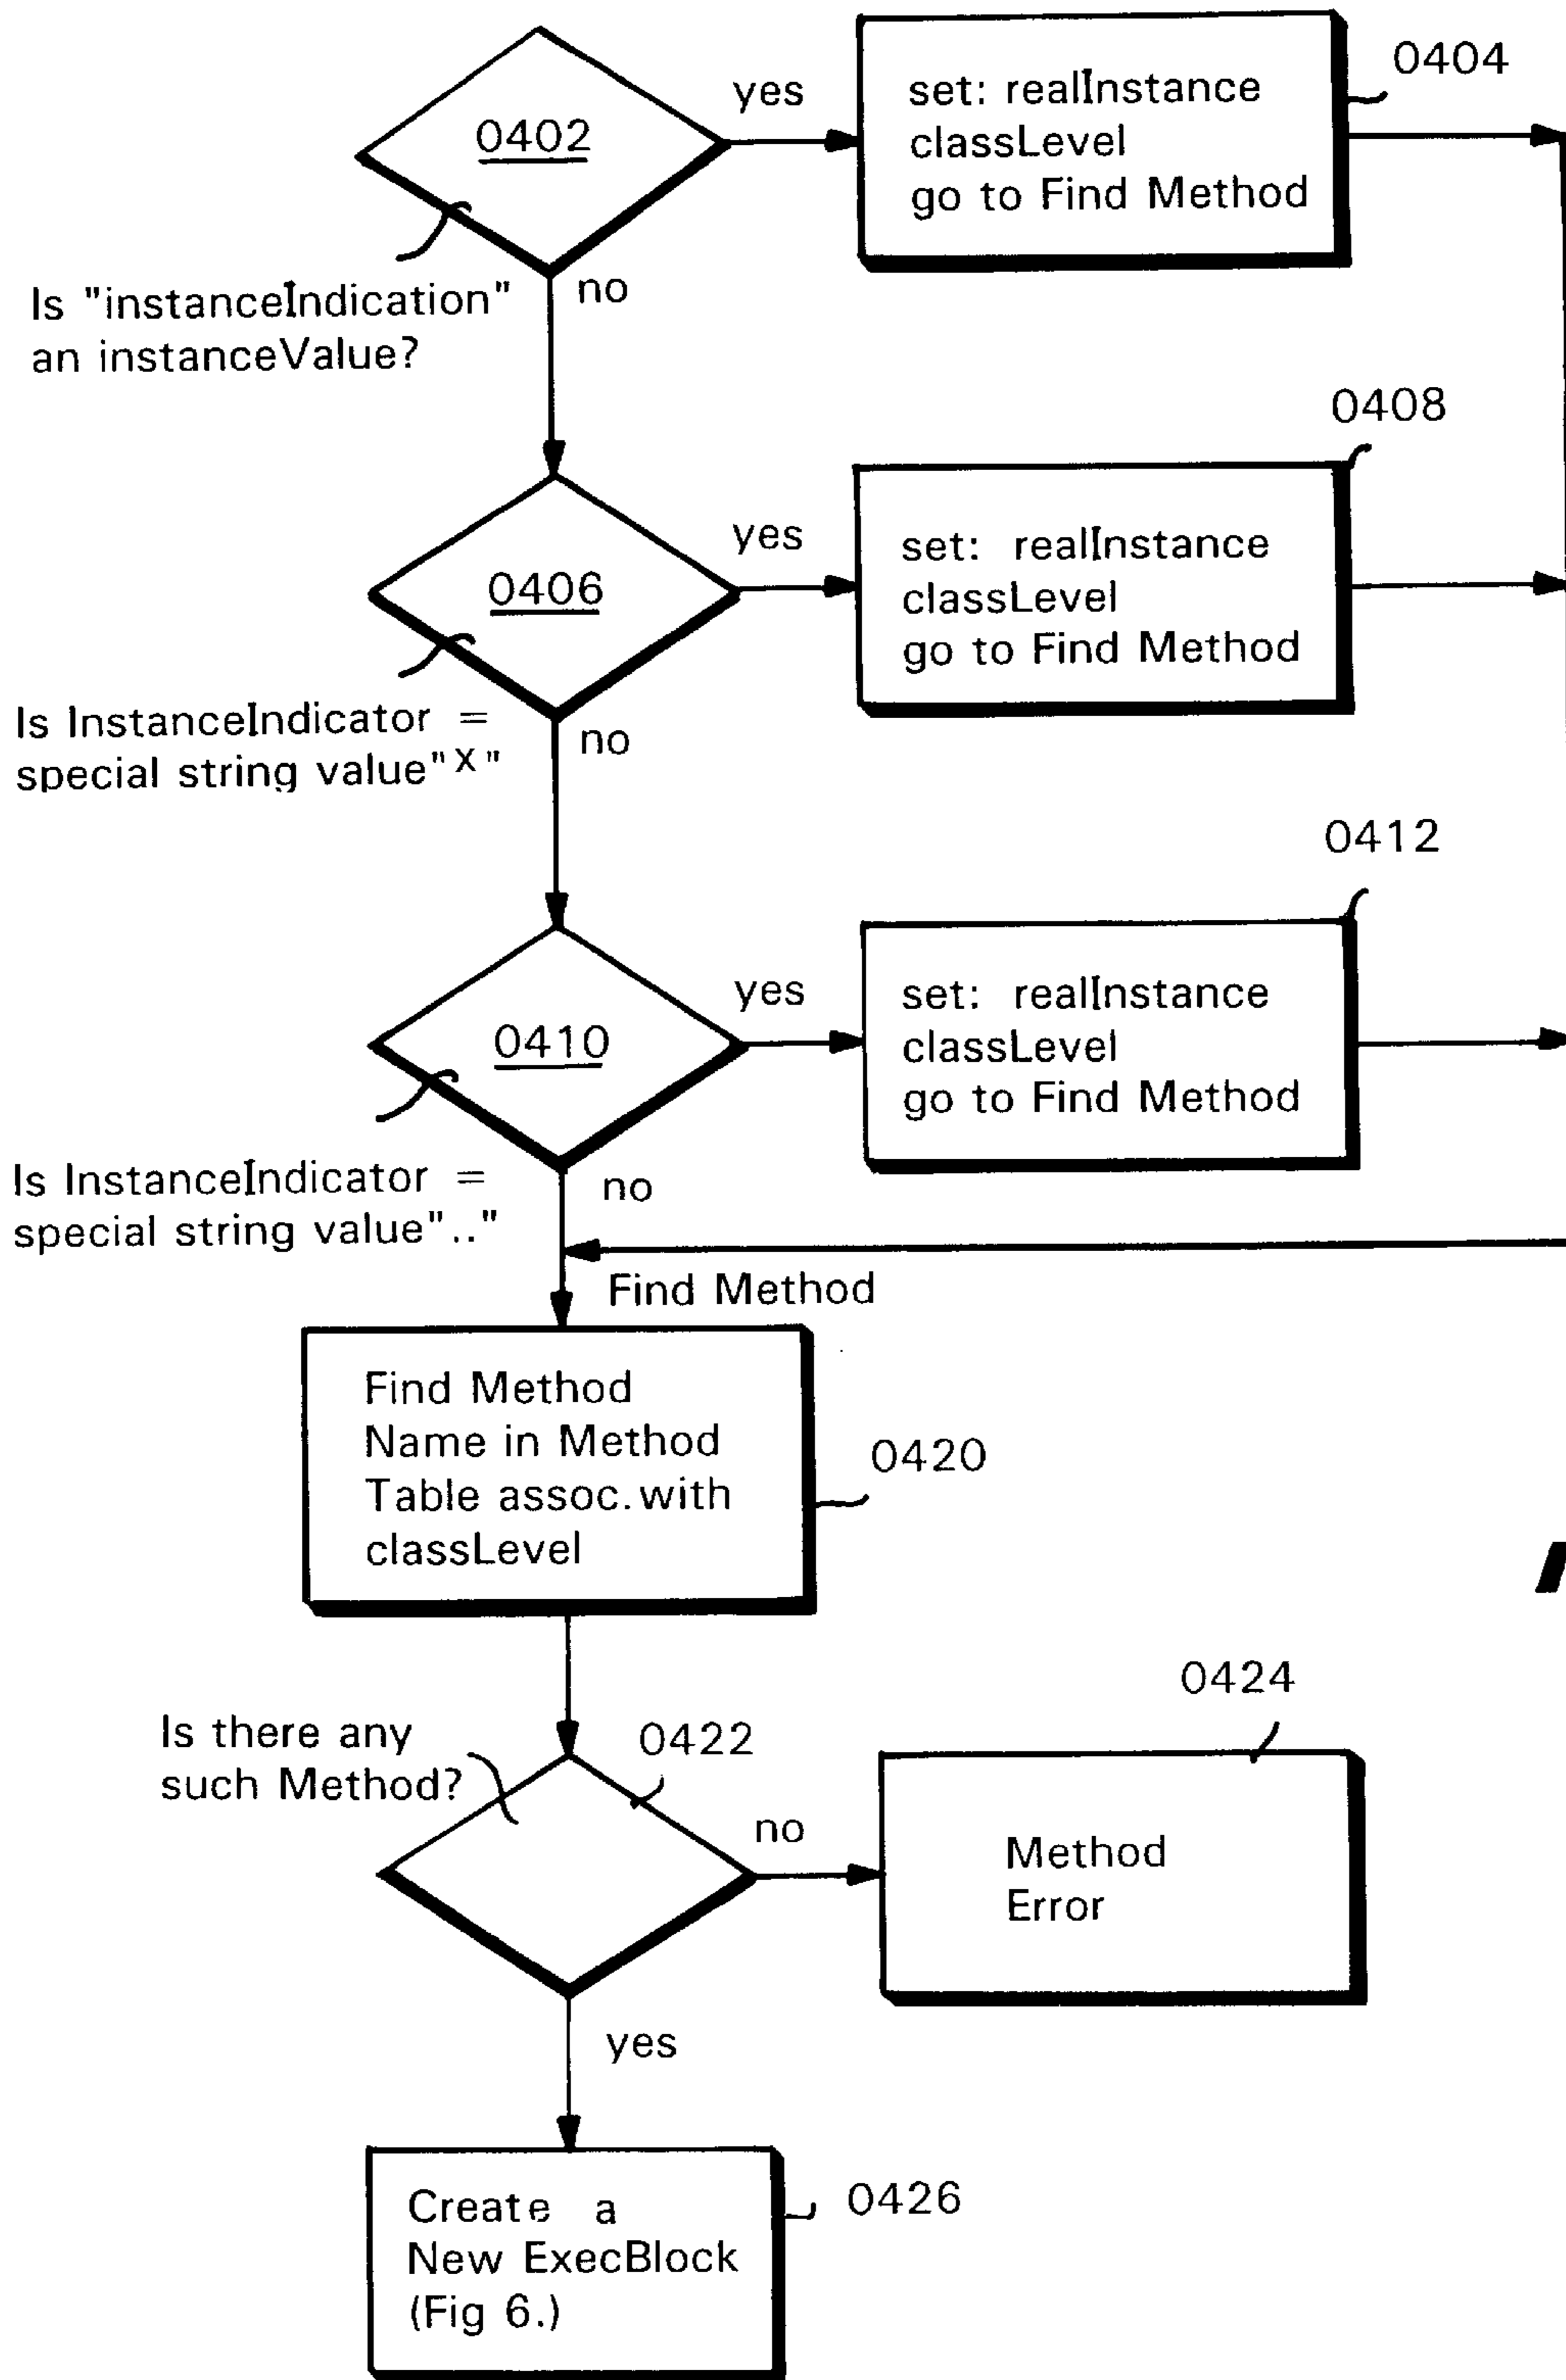 0402
yes
set: realInstance
classLevel
go to Find Method
0404
Is "instanceIndication"
an instanceValue?
no
0406
yes
set: realInstance
classLevel
go to Find Method
0408
Is InstanceIndicator =
special string value"X"
no
0410
yes
set: realInstance
classLevel
go to Find Method
0412
Is InstanceIndicator =
special string value".."
no
Find Method
Find Method
Name in Method
Table assoc. with
classLevel
0420
Is there any
such Method?
0422
no
0424
Method
Error
yes
Create a
New ExecBlock
(Fig 6.)
0426